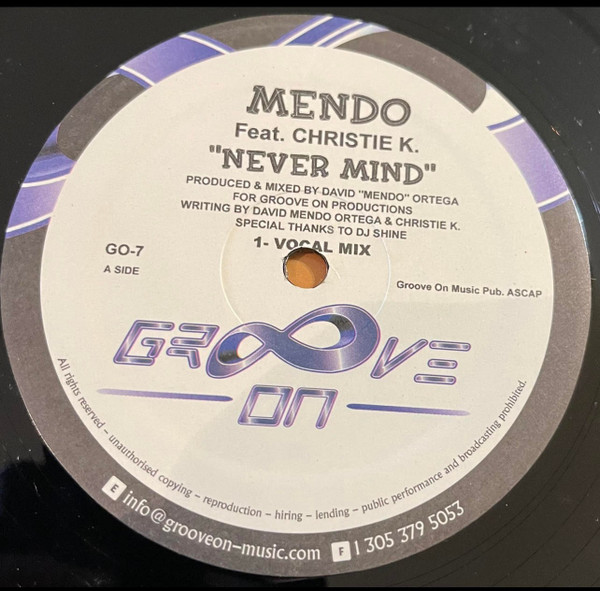 MENDO
Feat. CHRISTIE K.
"NEVER MIND"
PRODUCED & MIXED BY DAVID "MENDO" ORTEGA
FOR GROOVE ON PRODUCTIONS
WRITING BY DAVID MENDO ORTEGA & CHRISTIE K.
SPECIAL THANKS TO DJ SHINE
1- VOCAL MIX
GO-7
A SIDE
Groove On Music Pub. ASCAP
GROOVE
ON
All rights reserved – unauthorised copying – reproduction – hiring – lending – public performance and broadcasting prohibited.
E info@grooveon-music.com F 1 305 379 5053